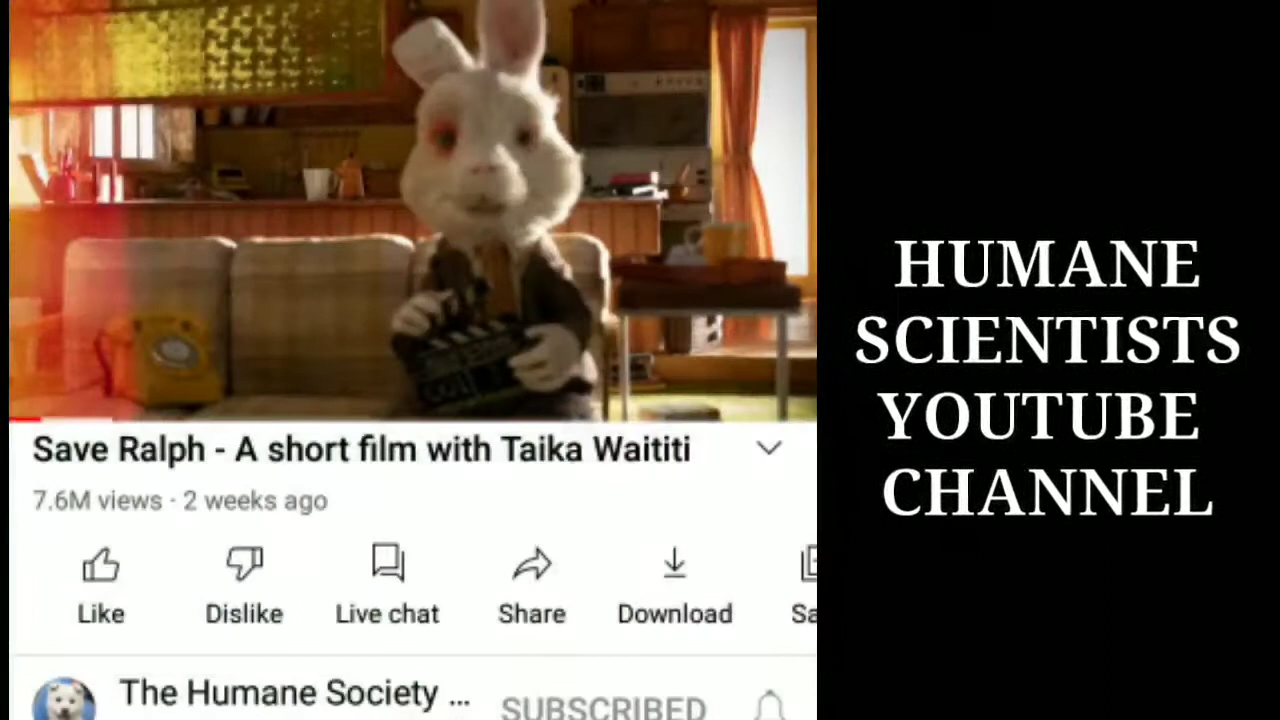 Save Ralph - A short film with Taika Waititi
7.6M views · 2 weeks ago
Like
Dislike
Live chat
Share
Download
The Humane Society ...
SUBSCRIBED
HUMANE
SCIENTISTS
YOUTUBE
CHANNEL